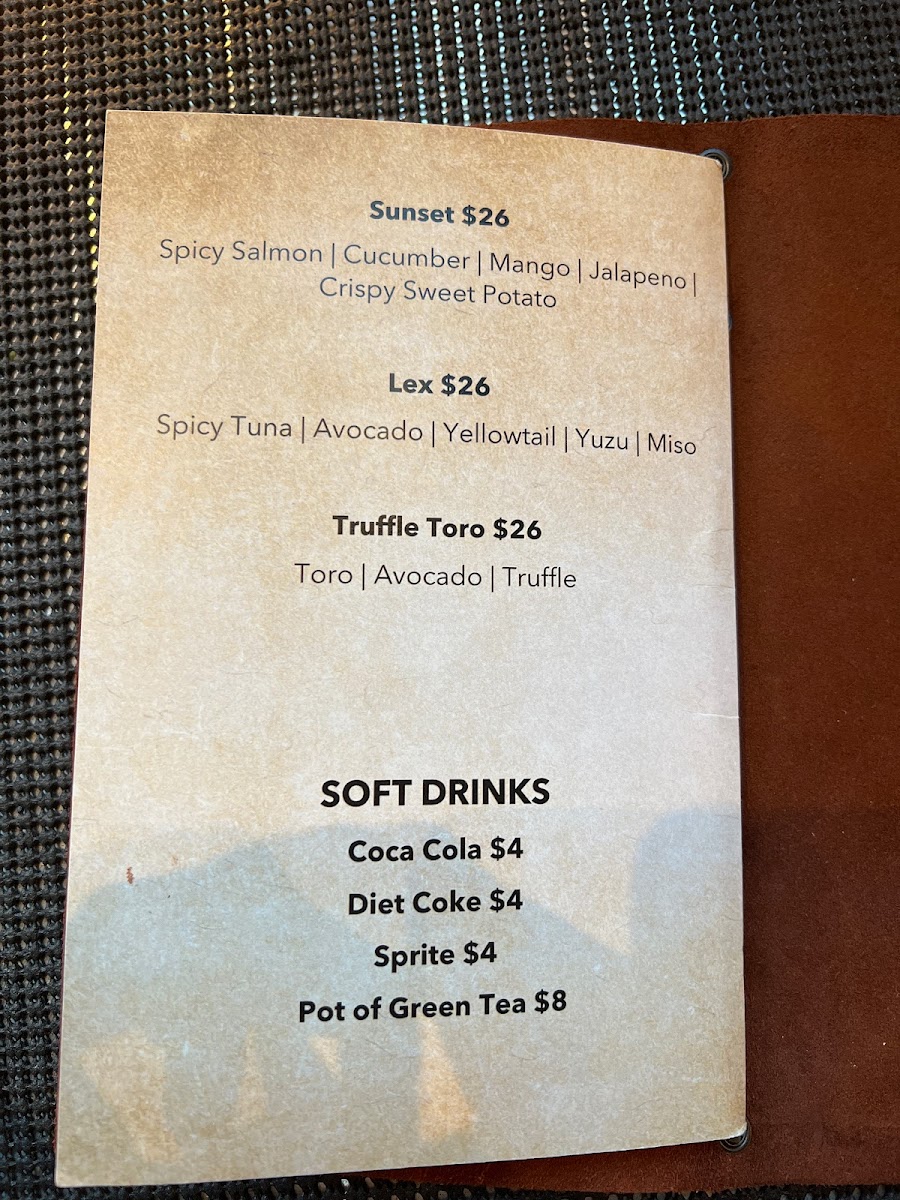 Sunset $26
Spicy Salmon | Cucumber | Mango | Jalapeno |
Crispy Sweet Potato
Lex $26
Spicy Tuna | Avocado | Yellowtail | Yuzu | Miso
Truffle Toro $26
Toro | Avocado | Truffle
SOFT DRINKS
Coca Cola $4
Diet Coke $4
Sprite $4
Pot of Green Tea $8